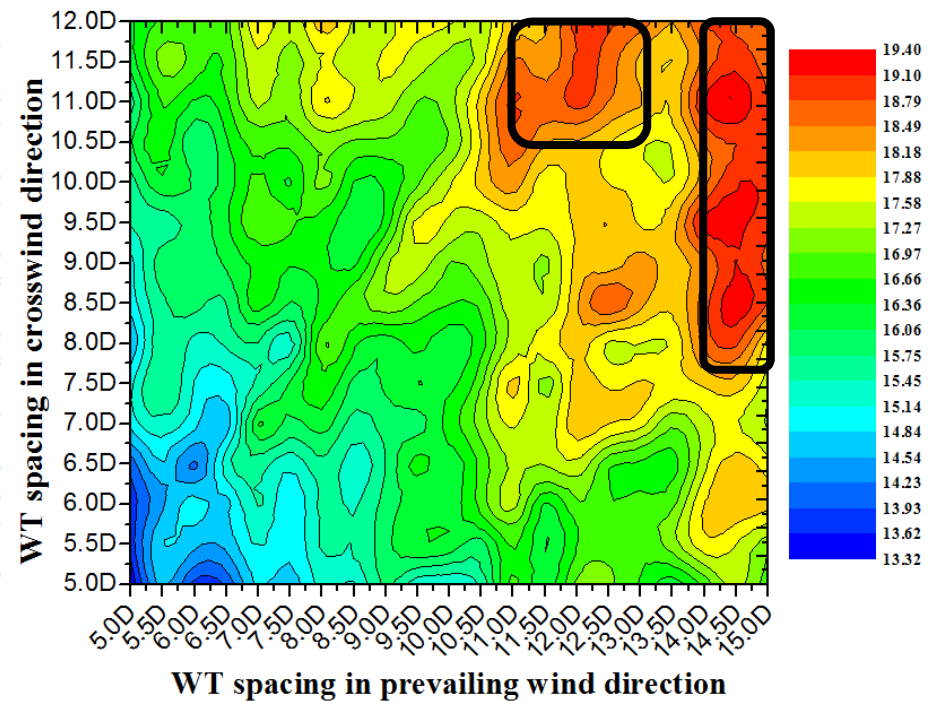 WT spacing in crosswind direction
12.0D
11.5D
11.0D
10.5D
10.0D
9.5D
9.0D
8.5D
8.0D
7.5D
7.0D
6.5D
6.0D
5.5D
5.0D
5.0D 5.5D 6.0D 6.5D 7.0D 7.5D 8.0D 8.5D 9.0D 9.5D 10.0D 10.5D 11.0D 11.5D 12.0D 12.5D 13.0D 13.5D 14.0D 14.5D 15.0D
WT spacing in prevailing wind direction
19.40
19.10
18.79
18.49
18.18
17.88
17.58
17.27
16.97
16.66
16.36
16.06
15.75
15.45
15.14
14.84
14.54
14.23
13.93
13.62
13.32